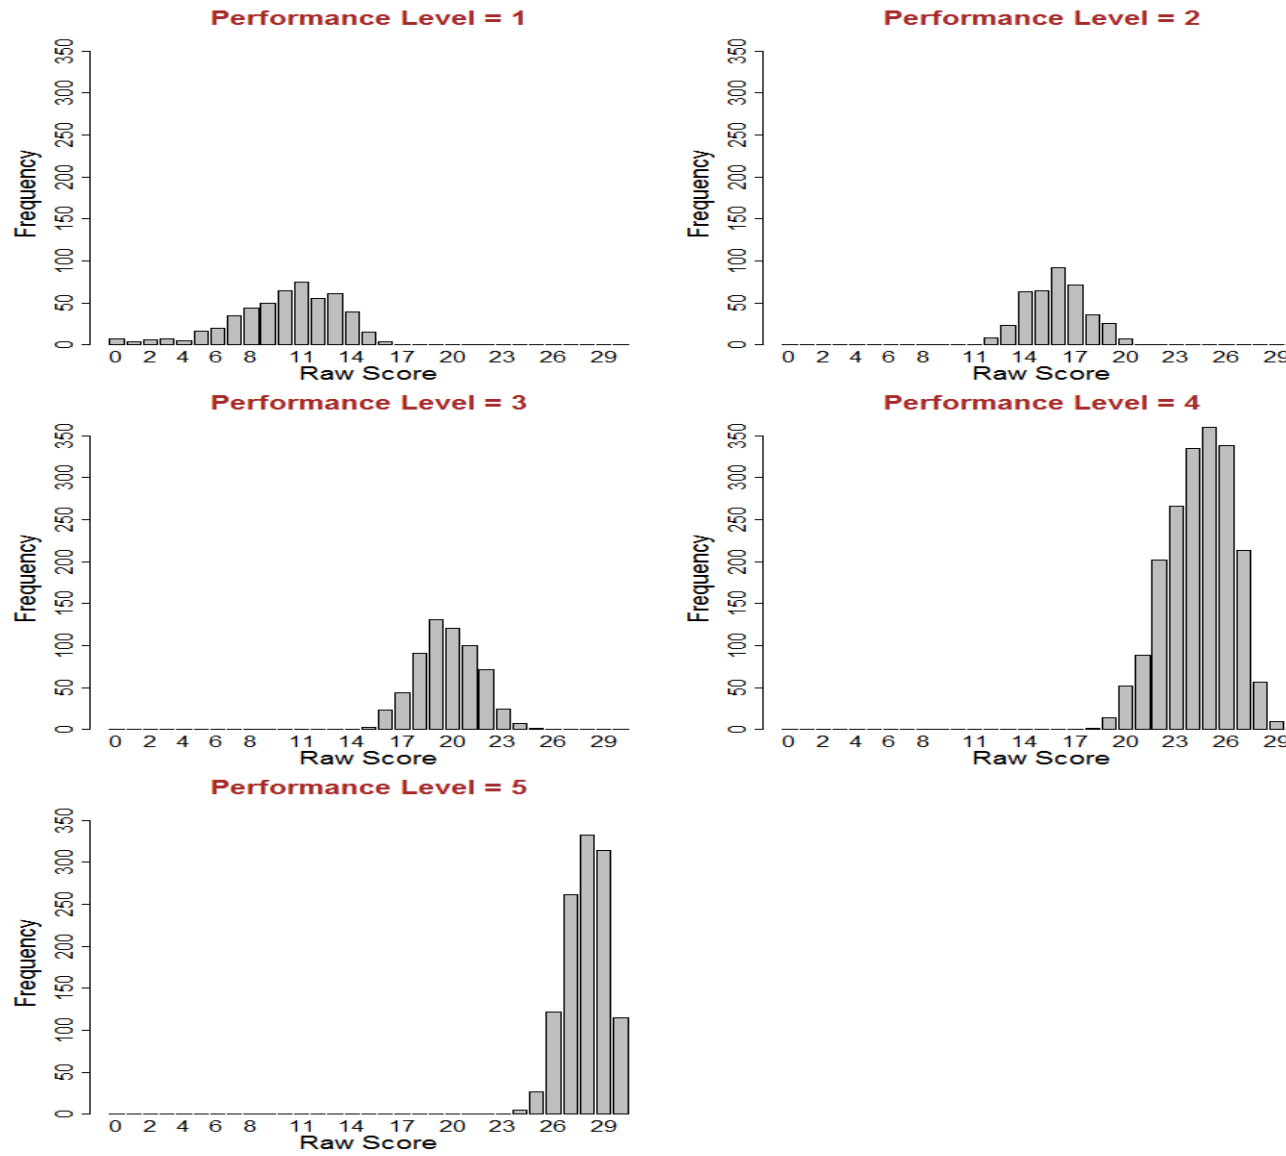 Performance Level = 1
Frequency
0 50 100 150 200 250 300 350
0 2 4 6 8 11 14 17 20 23 26 29
Raw Score
Performance Level = 2
Frequency
0 50 100 150 200 250 300 350
0 2 4 6 8 11 14 17 20 23 26 29
Raw Score
Performance Level = 3
Frequency
0 50 100 150 200 250 300 350
0 2 4 6 8 11 14 17 20 23 26 29
Raw Score
Performance Level = 4
Frequency
0 50 100 150 200 250 300 350
0 2 4 6 8 11 14 17 20 23 26 29
Raw Score
Performance Level = 5
Frequency
0 50 100 150 200 250 300 350
0 2 4 6 8 11 14 17 20 23 26 29
Raw Score